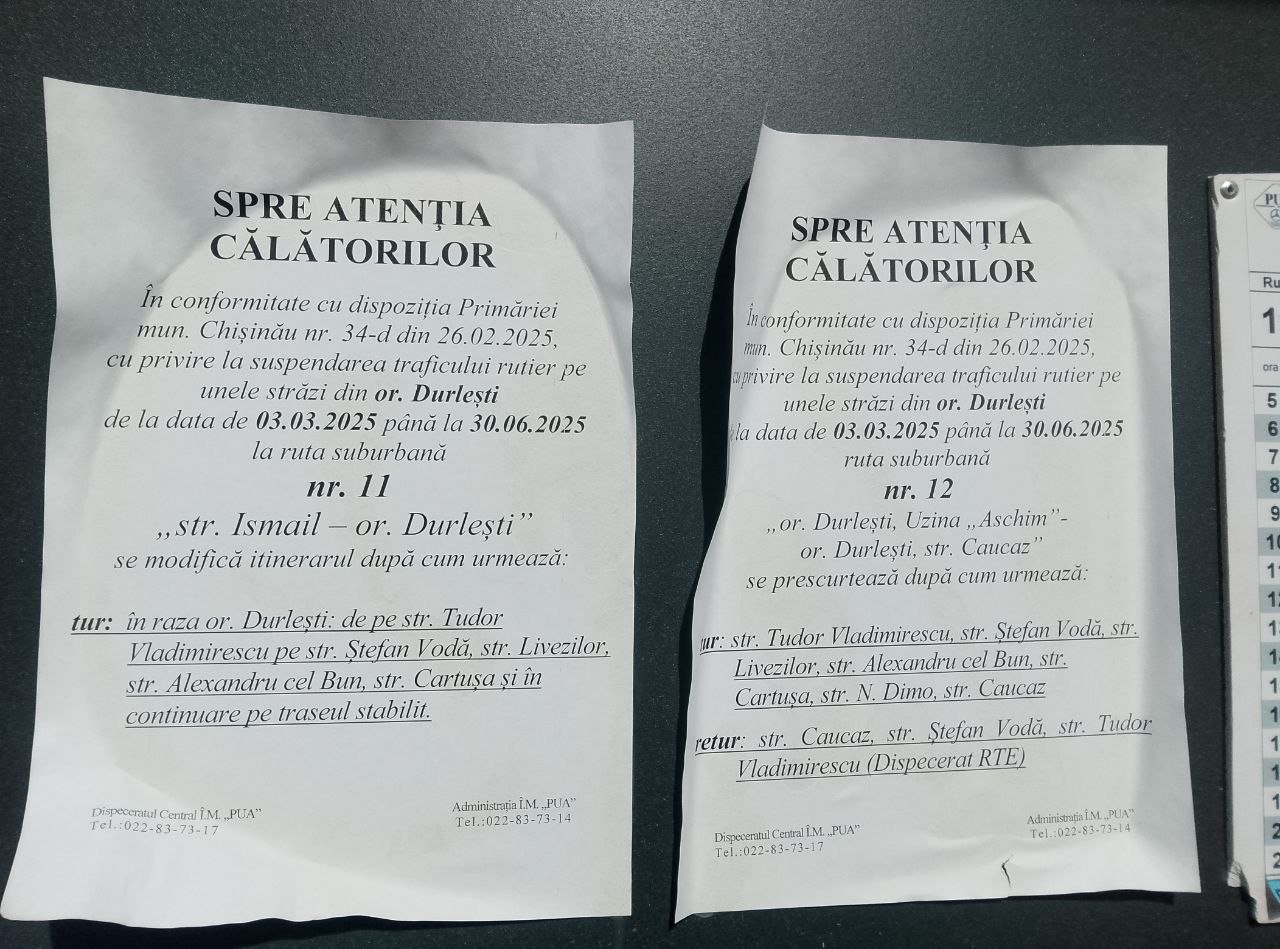 SPRE ATENŢIA
CĂLĂTORILOR
În conformitate cu dispoziția Primăriei
mun. Chișinău nr. 34-d din 26.02.2025,
cu privire la suspendarea traficului rutier pe
unele străzi din or. Durlești
de la data de 03.03.2025 până la 30.06.2025
la ruta suburbană
nr. 11
„str. Ismail – or. Durlești”
se modifică itinerarul după cum urmează:
tur: în raza or. Durlești: de pe str. Tudor
Vladimirescu pe str. Ștefan Vodă, str. Livezilor,
str. Alexandru cel Bun, str. Cartușa și în
continuare pe traseul stabilit.
Dispeceratul Central Î.M. „PUA”
Tel.:022-83-73-17
Administrația Î.M. „PUA”
Tel.:022-83-73-14
SPRE ATENŢIA
CĂLĂTORILOR
În conformitate cu dispoziția Primăriei
mun. Chișinău nr. 34-d din 26.02.2025,
cu privire la suspendarea traficului rutier pe
unele străzi din or. Durlești
la data de 03.03.2025 până la 30.06.2025
ruta suburbană
nr. 12
„or. Durlești, Uzina „Aschim”-
or. Durlești, str. Caucaz”
se prescurtează după cum urmează:
tur: str. Tudor Vladimirescu, str. Ștefan Vodă, str.
Livezilor, str. Alexandru cel Bun, str.
Cartușa, str. N. Dimo, str. Caucaz
retur: str. Caucaz, str. Ștefan Vodă, str. Tudor
Vladimirescu (Dispecerat RTE)
Dispeceratul Central Î.M. „PUA”
Tel.:022-83-73-17
Administrația Î.M. „PUA”
Tel.:022-83-73-14
ora
5
6
7
8
9
10
11